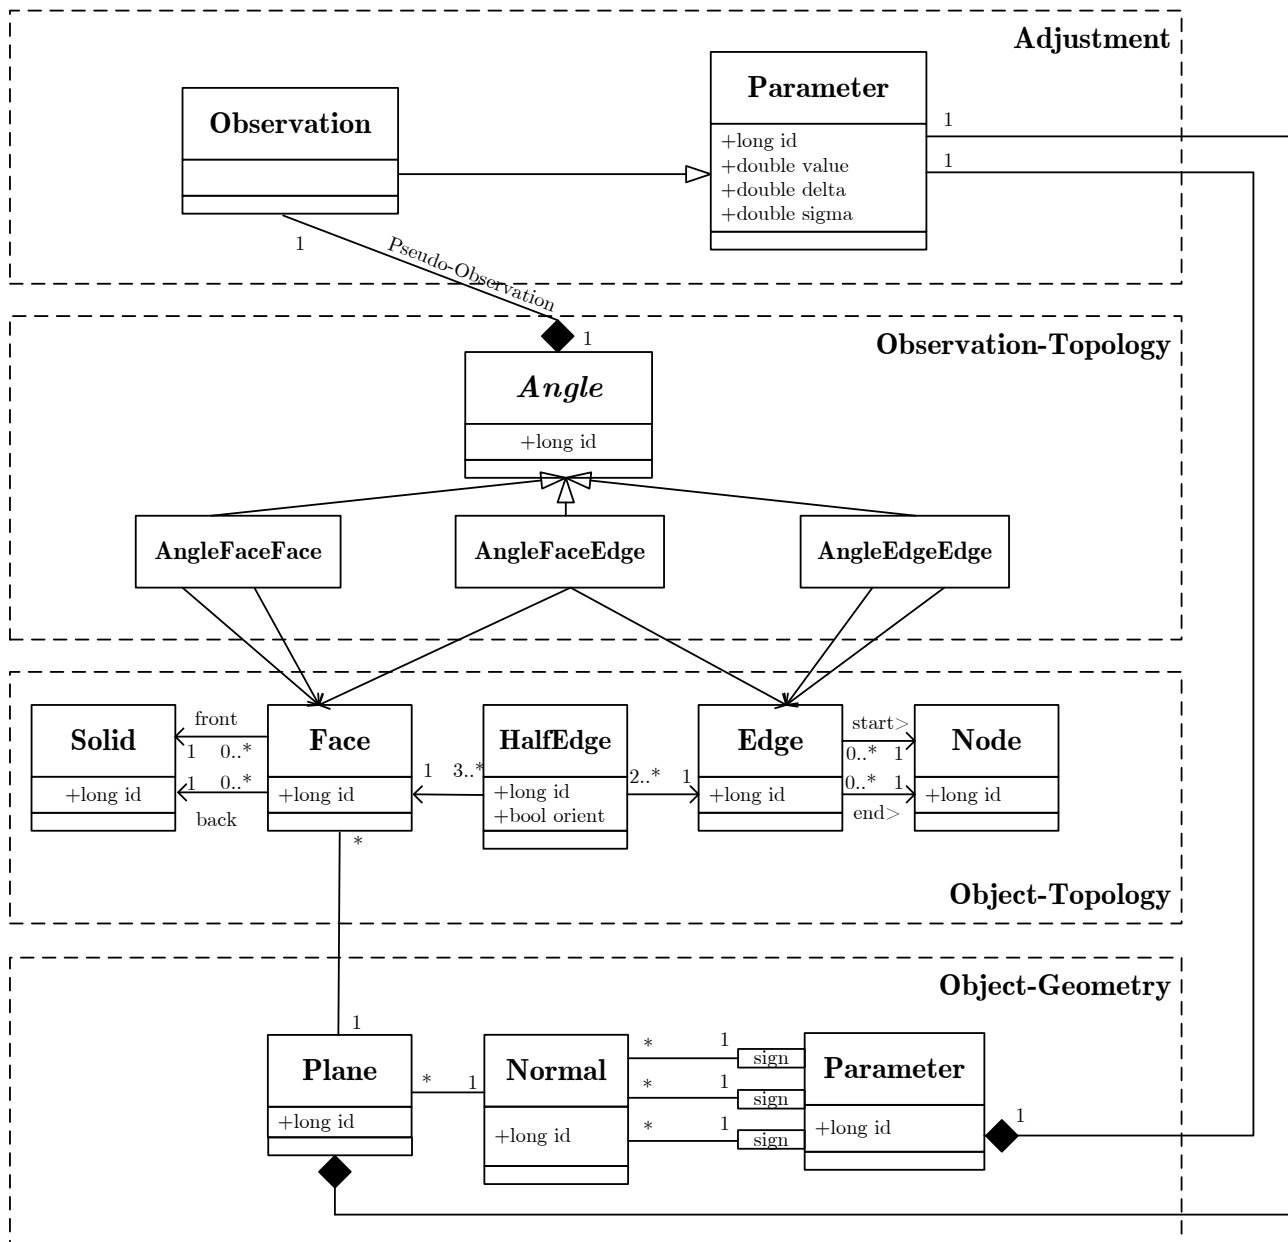 Adjustment
Observation
Parameter
+long id
+double value
+double delta
+double sigma
1
1
1
Pseudo-Observation
1
Observation-Topology
Angle
+long id
AngleFaceFace
AngleFaceEdge
AngleEdgeEdge
Solid
+long id
front
1 0..*
1 0..*
back
Face
+long id
1 3..*
HalfEdge
+long id
+bool orient
2..* 1
Edge
+long id
start>
0..* 1
0..* 1
end>
Node
+long id
*
Object-Topology
Object-Geometry
1
Plane
+long id
* 1
Normal
+long id
* 1 sign
* 1 sign
* 1 sign
Parameter
+long id
1